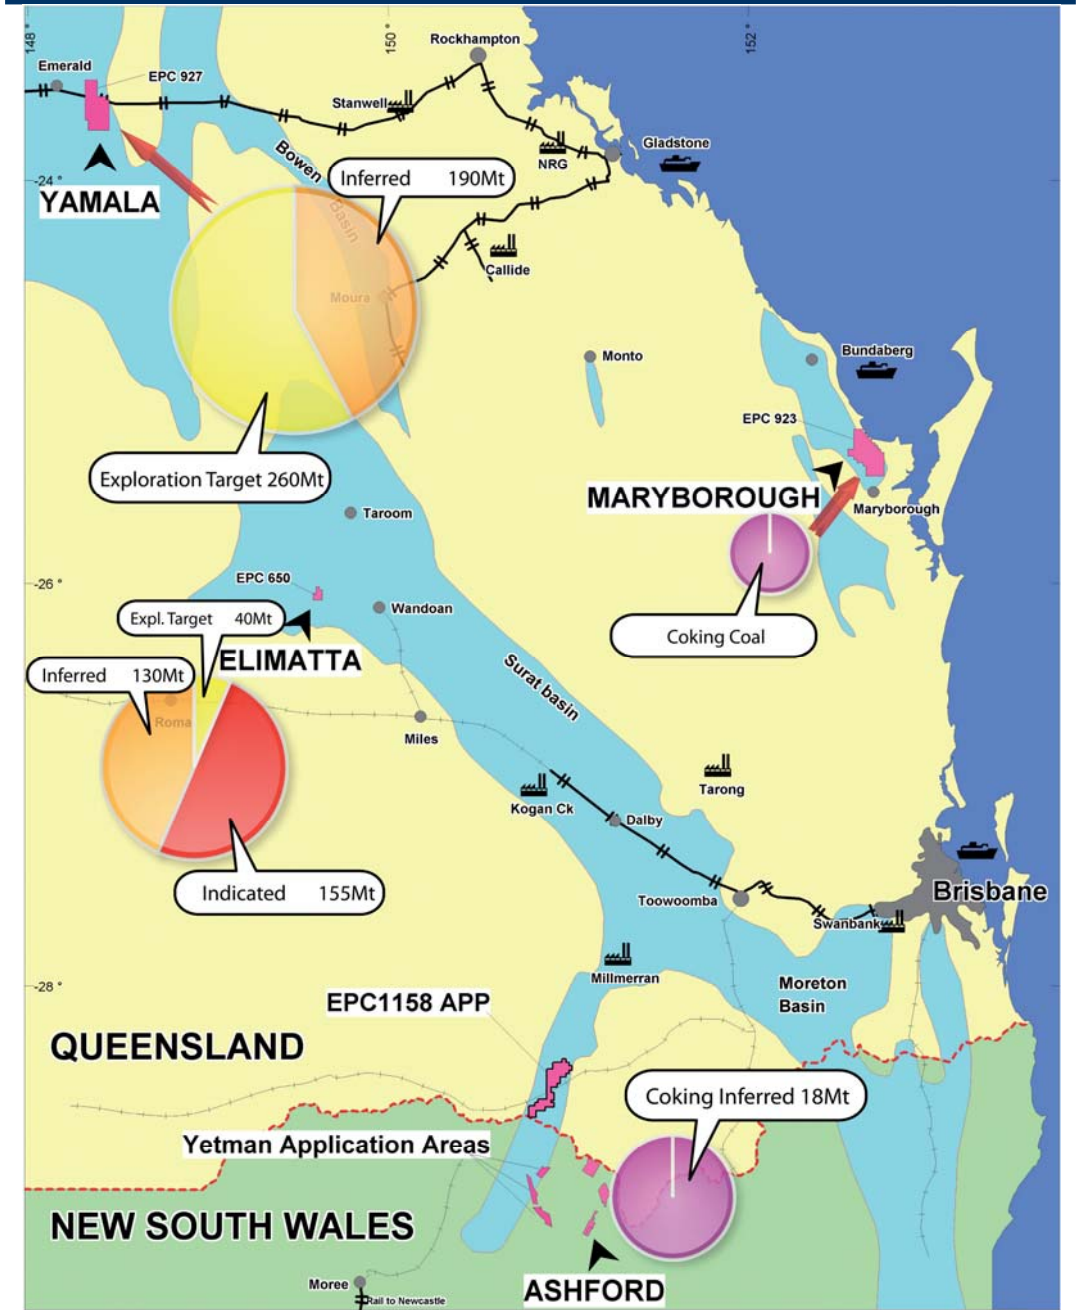 148 °
150 °
152 °
Rockhampton
Emerald
EPC 927
Stanwell
Gladstone
NRG
Bowen
Basin
Inferred 190Mt
-24 °
YAMALA
Callide
Moura
Monto
Bundaberg
EPC 923
Exploration Target 260Mt
MARYBOROUGH
Maryborough
Taroom
-26 °
EPC 650
Wandoan
Expl. Target 40Mt
Coking Coal
ELIMATTA
Inferred 130Mt
Surat basin
Roma
Miles
Tarong
Kogan Ck
Dalby
Indicated 155Mt
Toowoomba
Brisbane
Swanbank
Millmerran
-28 °
Moreton
Basin
EPC1158 APP
QUEENSLAND
Coking Inferred 18Mt
Yetman Application Areas
NEW SOUTH WALES
Moree
ASHFORD
Rail to Newcastle